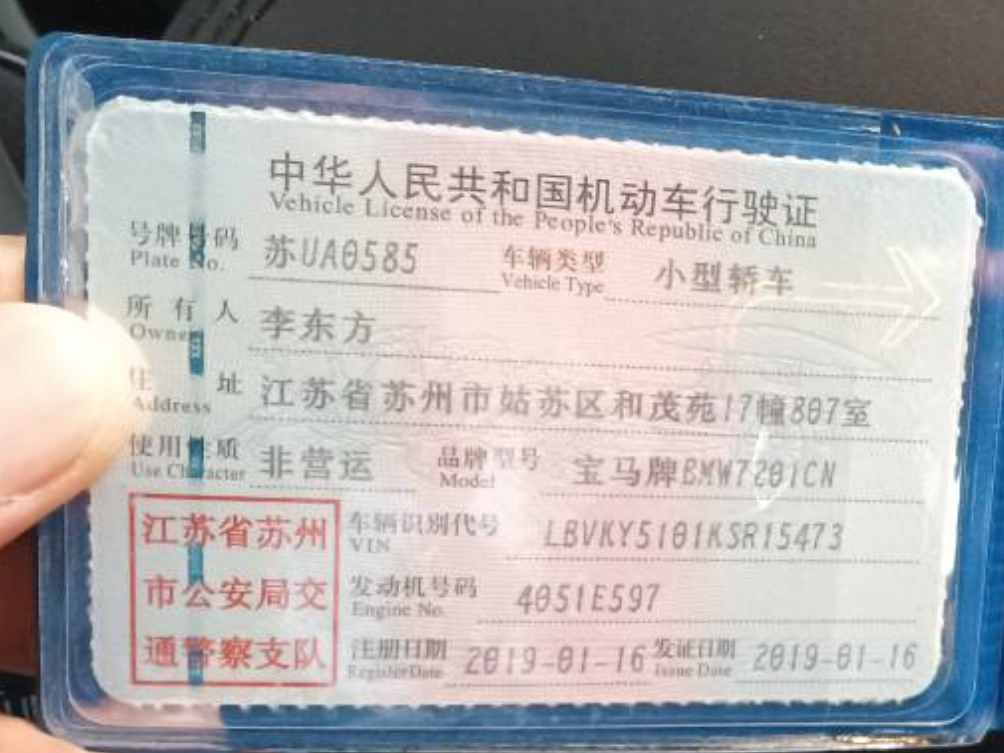 中华人民共和国机动车行驶证
Vehicle License of the People's Republic of China
号牌号码 苏UA0585 车辆类型 小型轿车
Plate No. Vehicle Type
所有人 李东方
Owner
住址 江苏省苏州市姑苏区和茂苑17幢807室
Address
使用性质 非营运 品牌型号 宝马牌BMW7201CN
Use Character Model
江苏省苏州
市公安局交
通警察支队
车辆识别代号 LBVKY5101KSR15473
VIN
发动机号码 4051E597
Engine No.
注册日期 2019-01-16 发证日期 2019-01-16
Register Date Issue Date